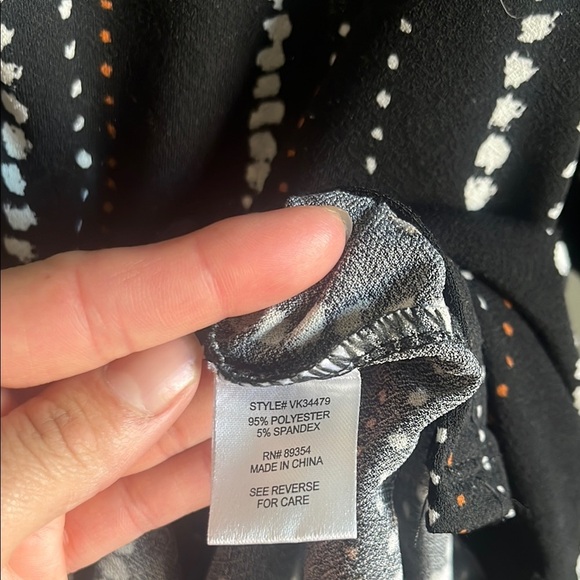 STYLE# VK34479
95% POLYESTER
5% SPANDEX
RN# 89354
MADE IN CHINA
SEE REVERSE
FOR CARE